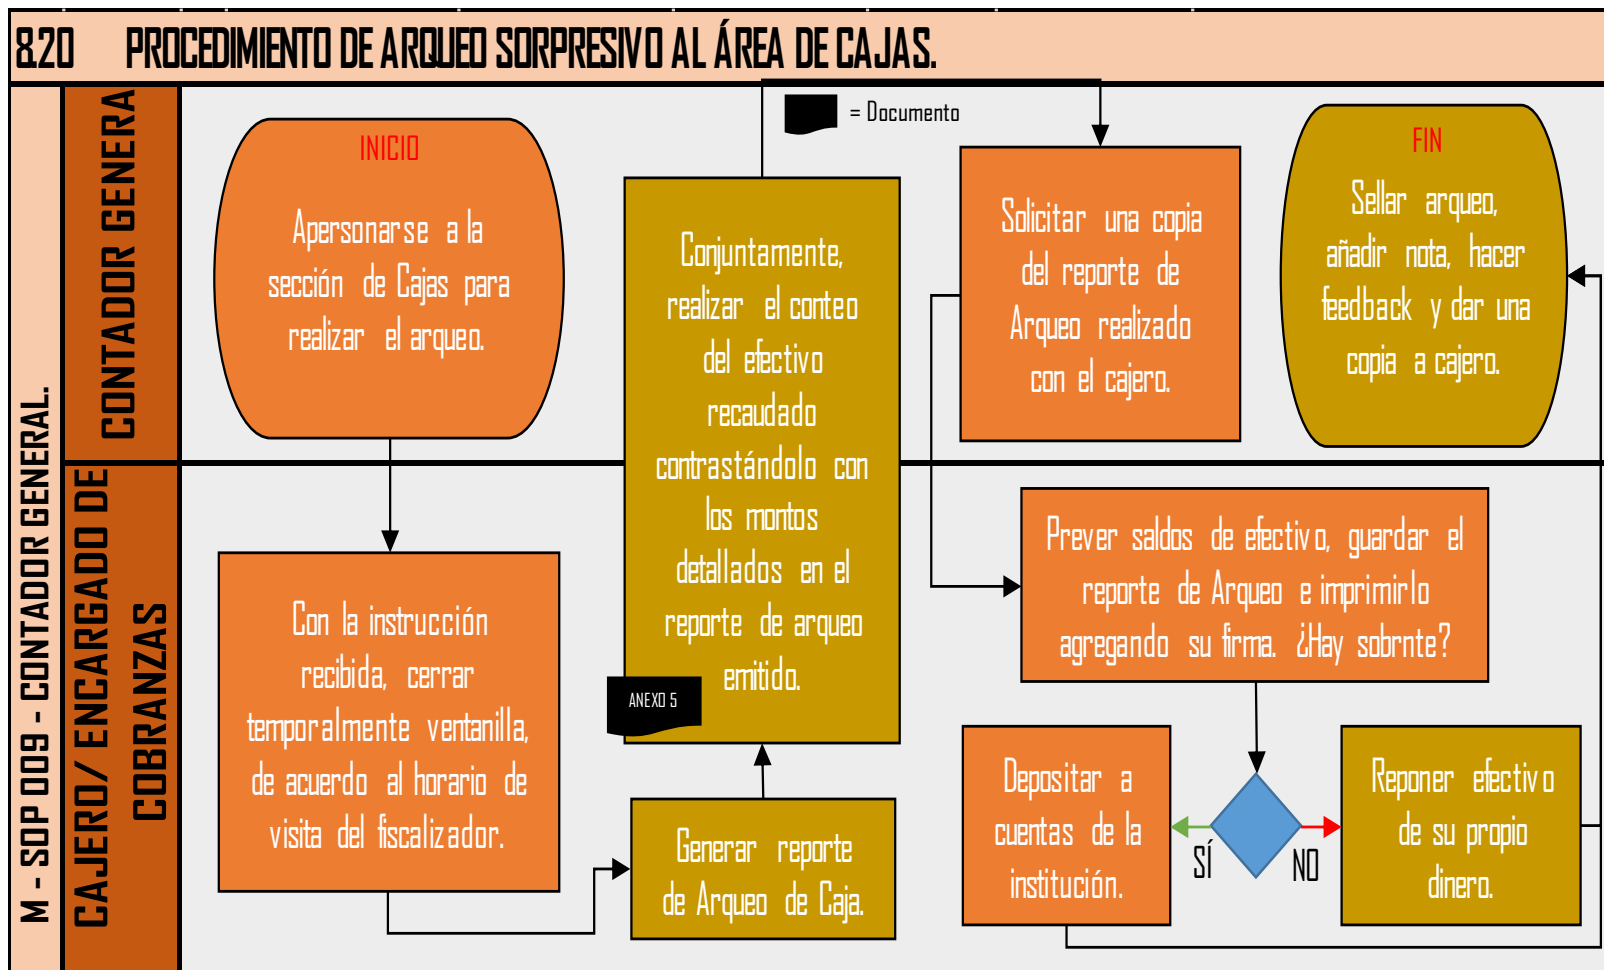 8.20 PROCEDIMIENTO DE ARQUEO SORPRESIVO AL ÁREA DE CAJAS.
M - SOP 009 - CONTADOR GENERAL.
CONTADOR GENERA
= Documento
INICIO
Apersonarse a la
sección de Cajas para
realizar el arqueo.
Conjuntamente,
realizar el conteo
del efectivo
recaudado
contrastándolo con
los montos
detallados en el
reporte de arqueo
emitido.
ANEXO 5
Solicitar una copia
del reporte de
Arqueo realizado
con el cajero.
FIN
Sellar arqueo,
añadir nota, hacer
feedback y dar una
copia a cajero.
CAJERO/ ENCARGADO DE
COBRANZAS
Con la instrucción
recibida, cerrar
temporalmente ventanilla,
de acuerdo al horario de
visita del fiscalizador.
Generar reporte
de Arqueo de Caja.
Prever saldos de efectivo, guardar el
reporte de Arqueo e imprimirlo
agregando su firma. ¿Hay sobrnte?
Depositar a
cuentas de la
institución.
SÍ
NO
Reponer efectivo
de su propio
dinero.